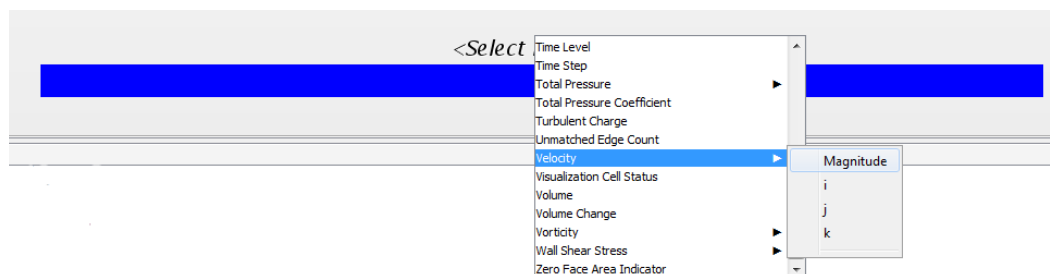 <Select
Time Level
Time Step
Total Pressure
Total Pressure Coefficient
Turbulent Charge
Unmatched Edge Count
Velocity
Magnitude
i
j
k
Visualization Cell Status
Volume
Volume Change
Vorticity
Wall Shear Stress
Zero Face Area Indicator